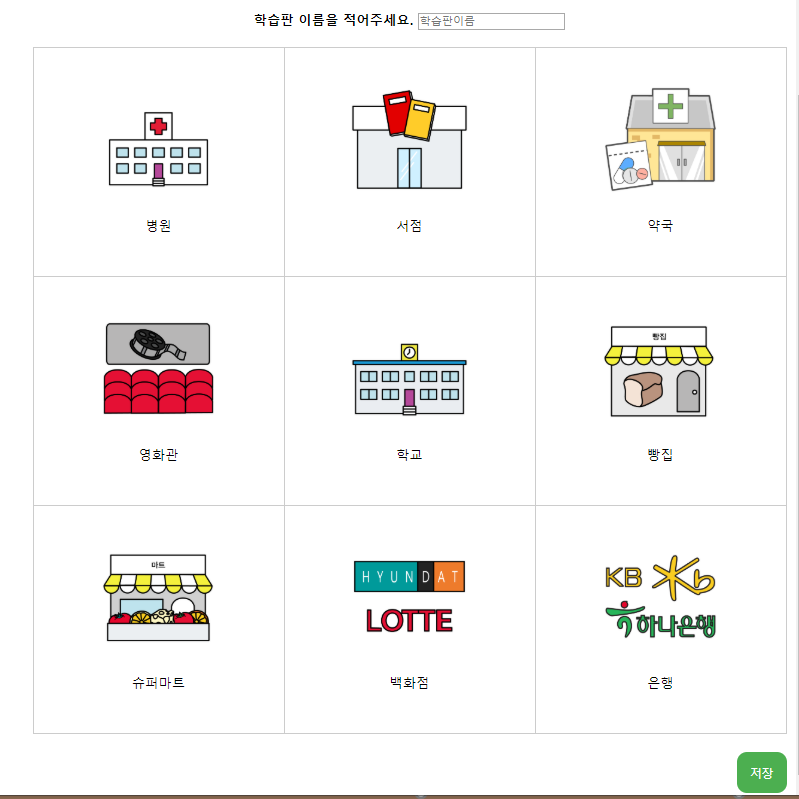 학습판 이름을 적어주세요. 학습판이름
병원
서점
약국
영화관
학교
빵집
빵집
마트
슈퍼마트
HYUNDAT
LOTTE
백화점
KB
하나은행
은행
저장